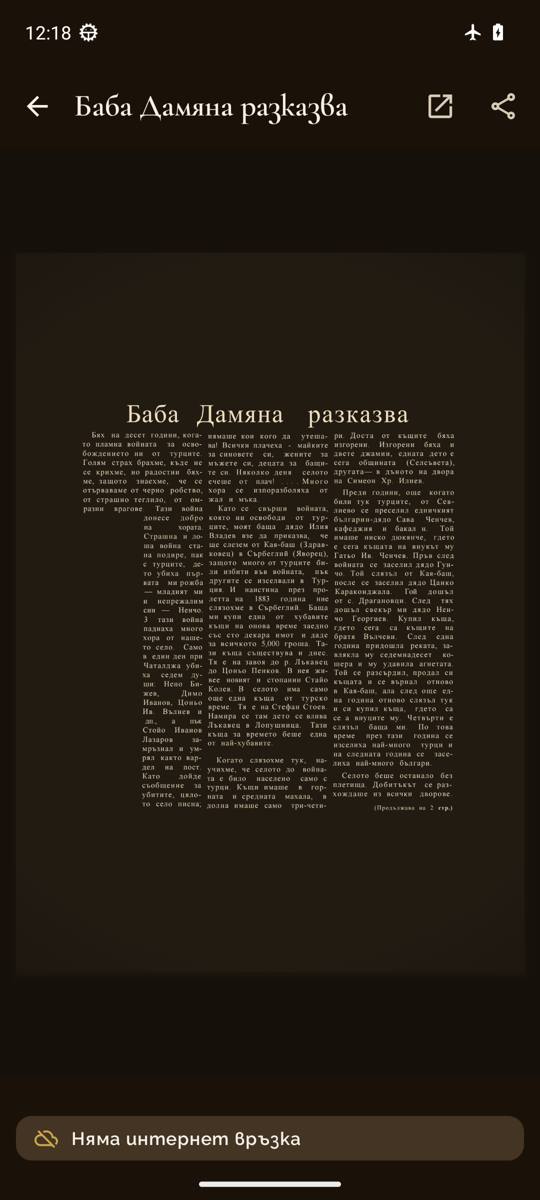 12:18
Баба Дамяна разказва
Баба Дамяна разказва
Бях на десет години, кога-
то пламна войната за осво-
бождението ни от турците.
Голям страх брахме, къде не
се крихме, но радостни бях-
ме, защото знаехме, че се
отърваваме от черно робство,
от страшно теглило, от ом-
разни врагове Тази война
донесе добро
на хората.
Страшна и ло-
ша война ста-
на подире, пак
с турците, де-
то убиха пър-
вата ми рожба
— младият ми
и непрежалим
син — Ненчо.
З тази война
паднаха много
хора от наше-
то село. Само
в един ден при
Чаталджа уби-
ха седем ду-
ши: Нено Би-
жев, Димо
Иванов, Цоньо
Ив. Вълнев и
др., а пък
Стойо Иванов
Лазаров за-
мръзнал и ум-
рял както вар-
дел на пост.
Като дойде
съобщение за
убитите, цяло-
то село писна,
нямаше кои кого да утеша-
ва! Всички плачеха - майките
за синовете си, жените за
мъжете си, децата за бащи-
те си. Няколко деня селото
ечеше от плач! .... Много
хора се изпоразболяха от
жал и мъка.
Като се свърши войната,
която ни освободи от тур-
ците, моят баща дядо Илия
Владев взе да приказва, че
ще слезем от Кая-баш (Здрав-
ковец) в Сърбеглий (Яворец),
защото много от турците би-
ли избити във войната, пък
другите се изселвали в Тур-
ция. И наистина през про-
летта на 1883 година ние
слязохме в Сърбеглий. Баща
ми купи една от хубавите
къщи на онова време заедно
със сто декара имот и даде
за всичкото 5,000 гроша. Та-
зи къща съществува и днес.
Тя е на завоя до р. Лъкавец
до Цоньо Пенков. В нея жи-
вее новият и стопанин Стайо
Колев. В селото има само
още една къща от турско
време. Тя е на Стефан Стоев
Намира се там дето се влива
Лъкавец в Лопушница. Тази
къща за времето беше една
от най-хубавите.
Когато слязохме тук, на-
учихме, че селото до война-
та е било населено само с
турци. Къщи имаше в гор-
ната и средната махала, в
долна имаше само три-чети-
ри. Доста от къщите бяха
изгорени. Изгорени бяха и
двете джамии, едната дето е
сега общината (Селсъвета),
другата— в дъното на двора
на Симеон Хр. Илиев.
Преди години, още когато
били тук турците, от Сев-
лиево се преселил едничкият
българин-дядо Сава Ченчев,
кафеджия и бакал н. Той
имаше ниско дюкянче, гдето
е сега къщата на внукът му
Гатьо Ив. Ченчев. Пръв след
войната се заселил дядо Гун-
чо. Той слязъл от Кая-баш,
после се заселил дядо Цанко
Караконджала. Гой дошъл
от с. Драгановци След тях
дошъл свекър ми дядо Нен-
чо Георгиев. Купил къща,
гдето сега са къщите на
братя Вълчеви. След една
година придошла реката, за-
влякла му седемнадесет ко-
шера и му удавила агнетата.
Той се разсърдил, продал си
къщата и се върнал отново
в Кая-баш, ала след още ед-
на година отново слязъл тук
и си купил къща, гдето са
се а внуците му. Четвърти е
слязъл баща ми. По това
време през тази година се
изселиха най-много турци и
на следната година се засе-
лиха най-много българи.
Селото беше останало без
плетища. Добитъкът се раз-
хождаше из всички дворове.
(Продължава на 2 стр.)
Няма интернет връзка